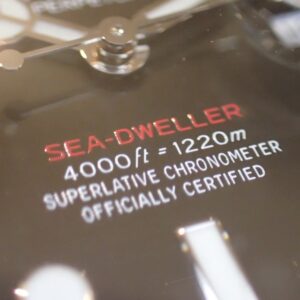 SEA-DWELLER
4000ft = 1220m
SUPERLATIVE CHRONOMETER
OFFICIALLY CERTIFIED